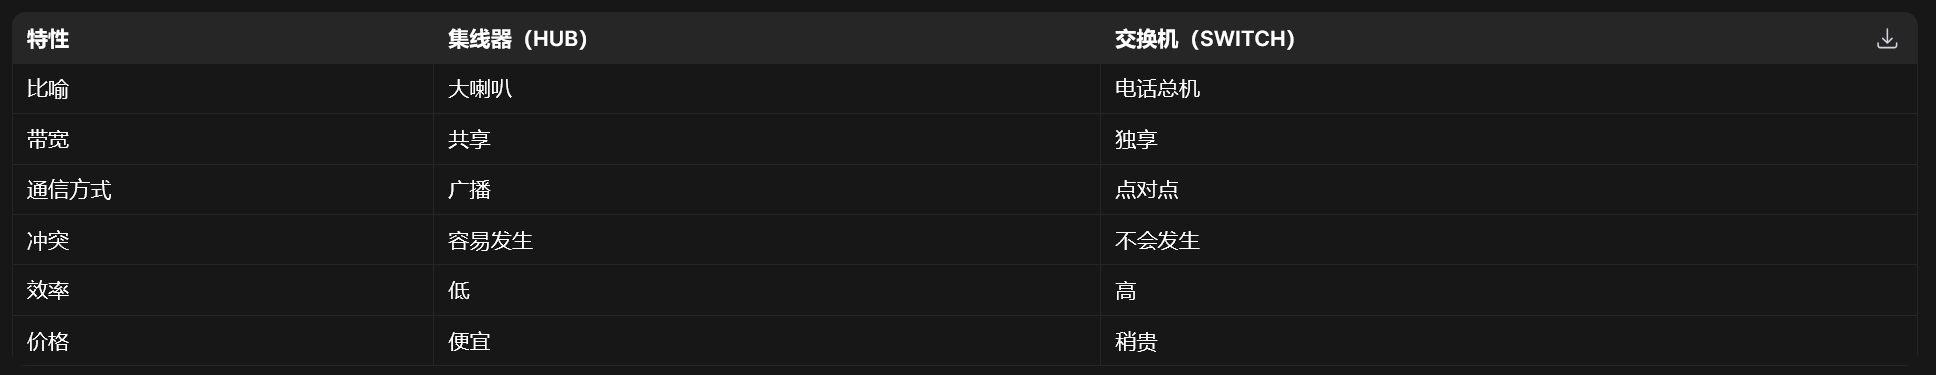 特性 集线器（HUB） 交换机（SWITCH）
比喻 大喇叭 电话总机
带宽 共享 独享
通信方式 广播 点对点
冲突 容易发生 不会发生
效率 低 高
价格 便宜 稍贵